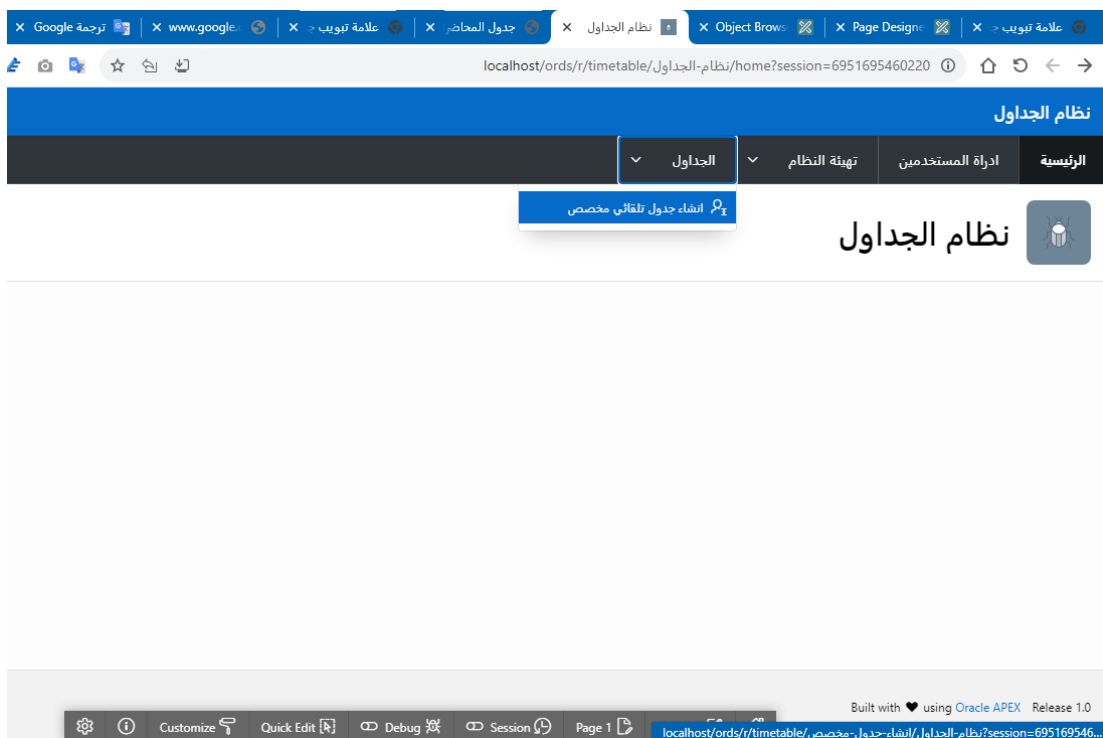 علامة تبويب ج
Page Designe
Object Brows
نظام الجداول
جدول المحاضر
علامة تبويب ج
www.google.c
ترجمة Google
localhost/ords/r/timetable/نظام-الجداول/home?session=6951695460220
نظام الجداول
الرئيسية ادراة المستخدمين تهيئة النظام الجداول
انشاء جدول تلقائي مخصص
نظام الجداول
Built with ♥ using Oracle APEX Release 1.0
Page 1 Session Debug Quick Edit Customize
localhost/ords/r/timetable/نظام-الجداول/انشاء-جدول-مخصص?session=695169546...